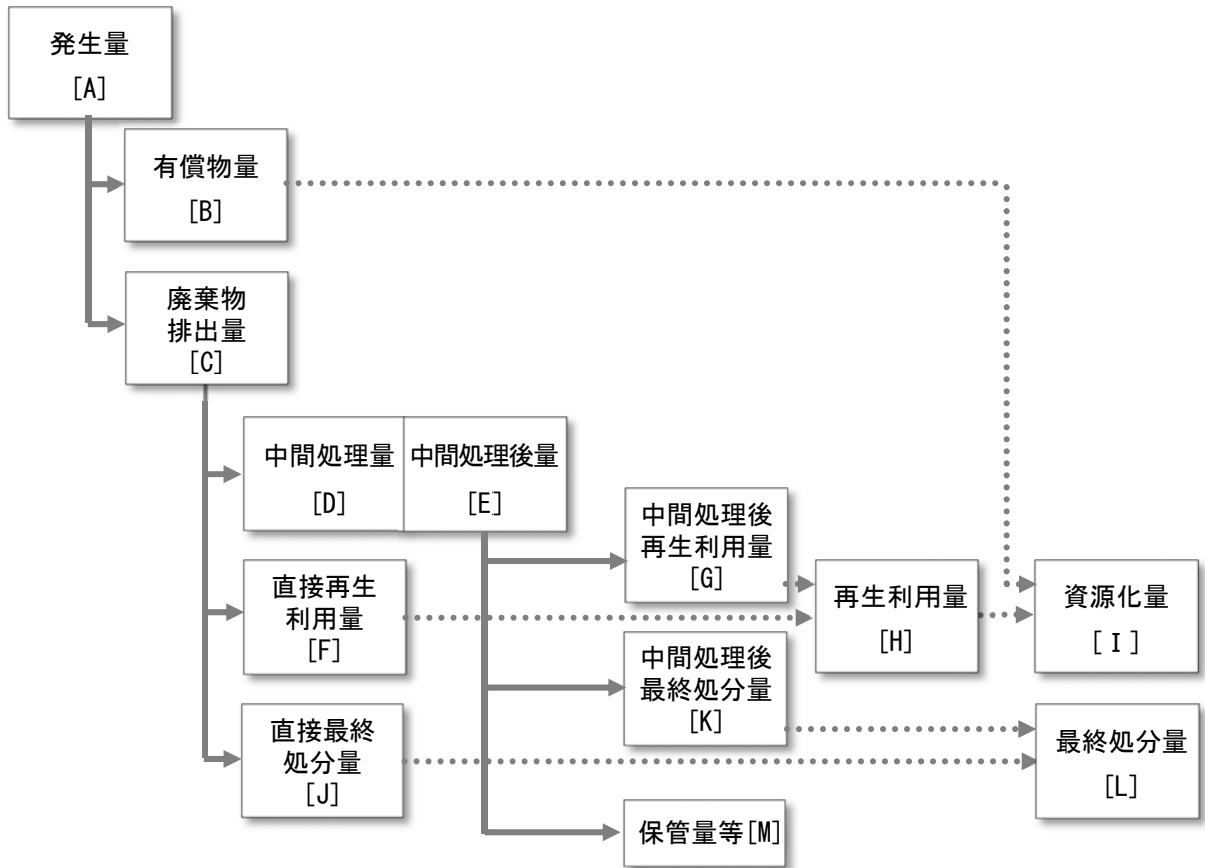 発生量
[A]
有償物量
[B]
廃棄物
排出量
[C]
中間処理量
[D]
中間処理後量
[E]
中間処理後
再生利用量
[G]
直接再生
利用量
[F]
再生利用量
[H]
資源化量
[Ｉ]
中間処理後
最終処分量
[K]
直接最終
処分量
[J]
最終処分量
[L]
保管量等[M]